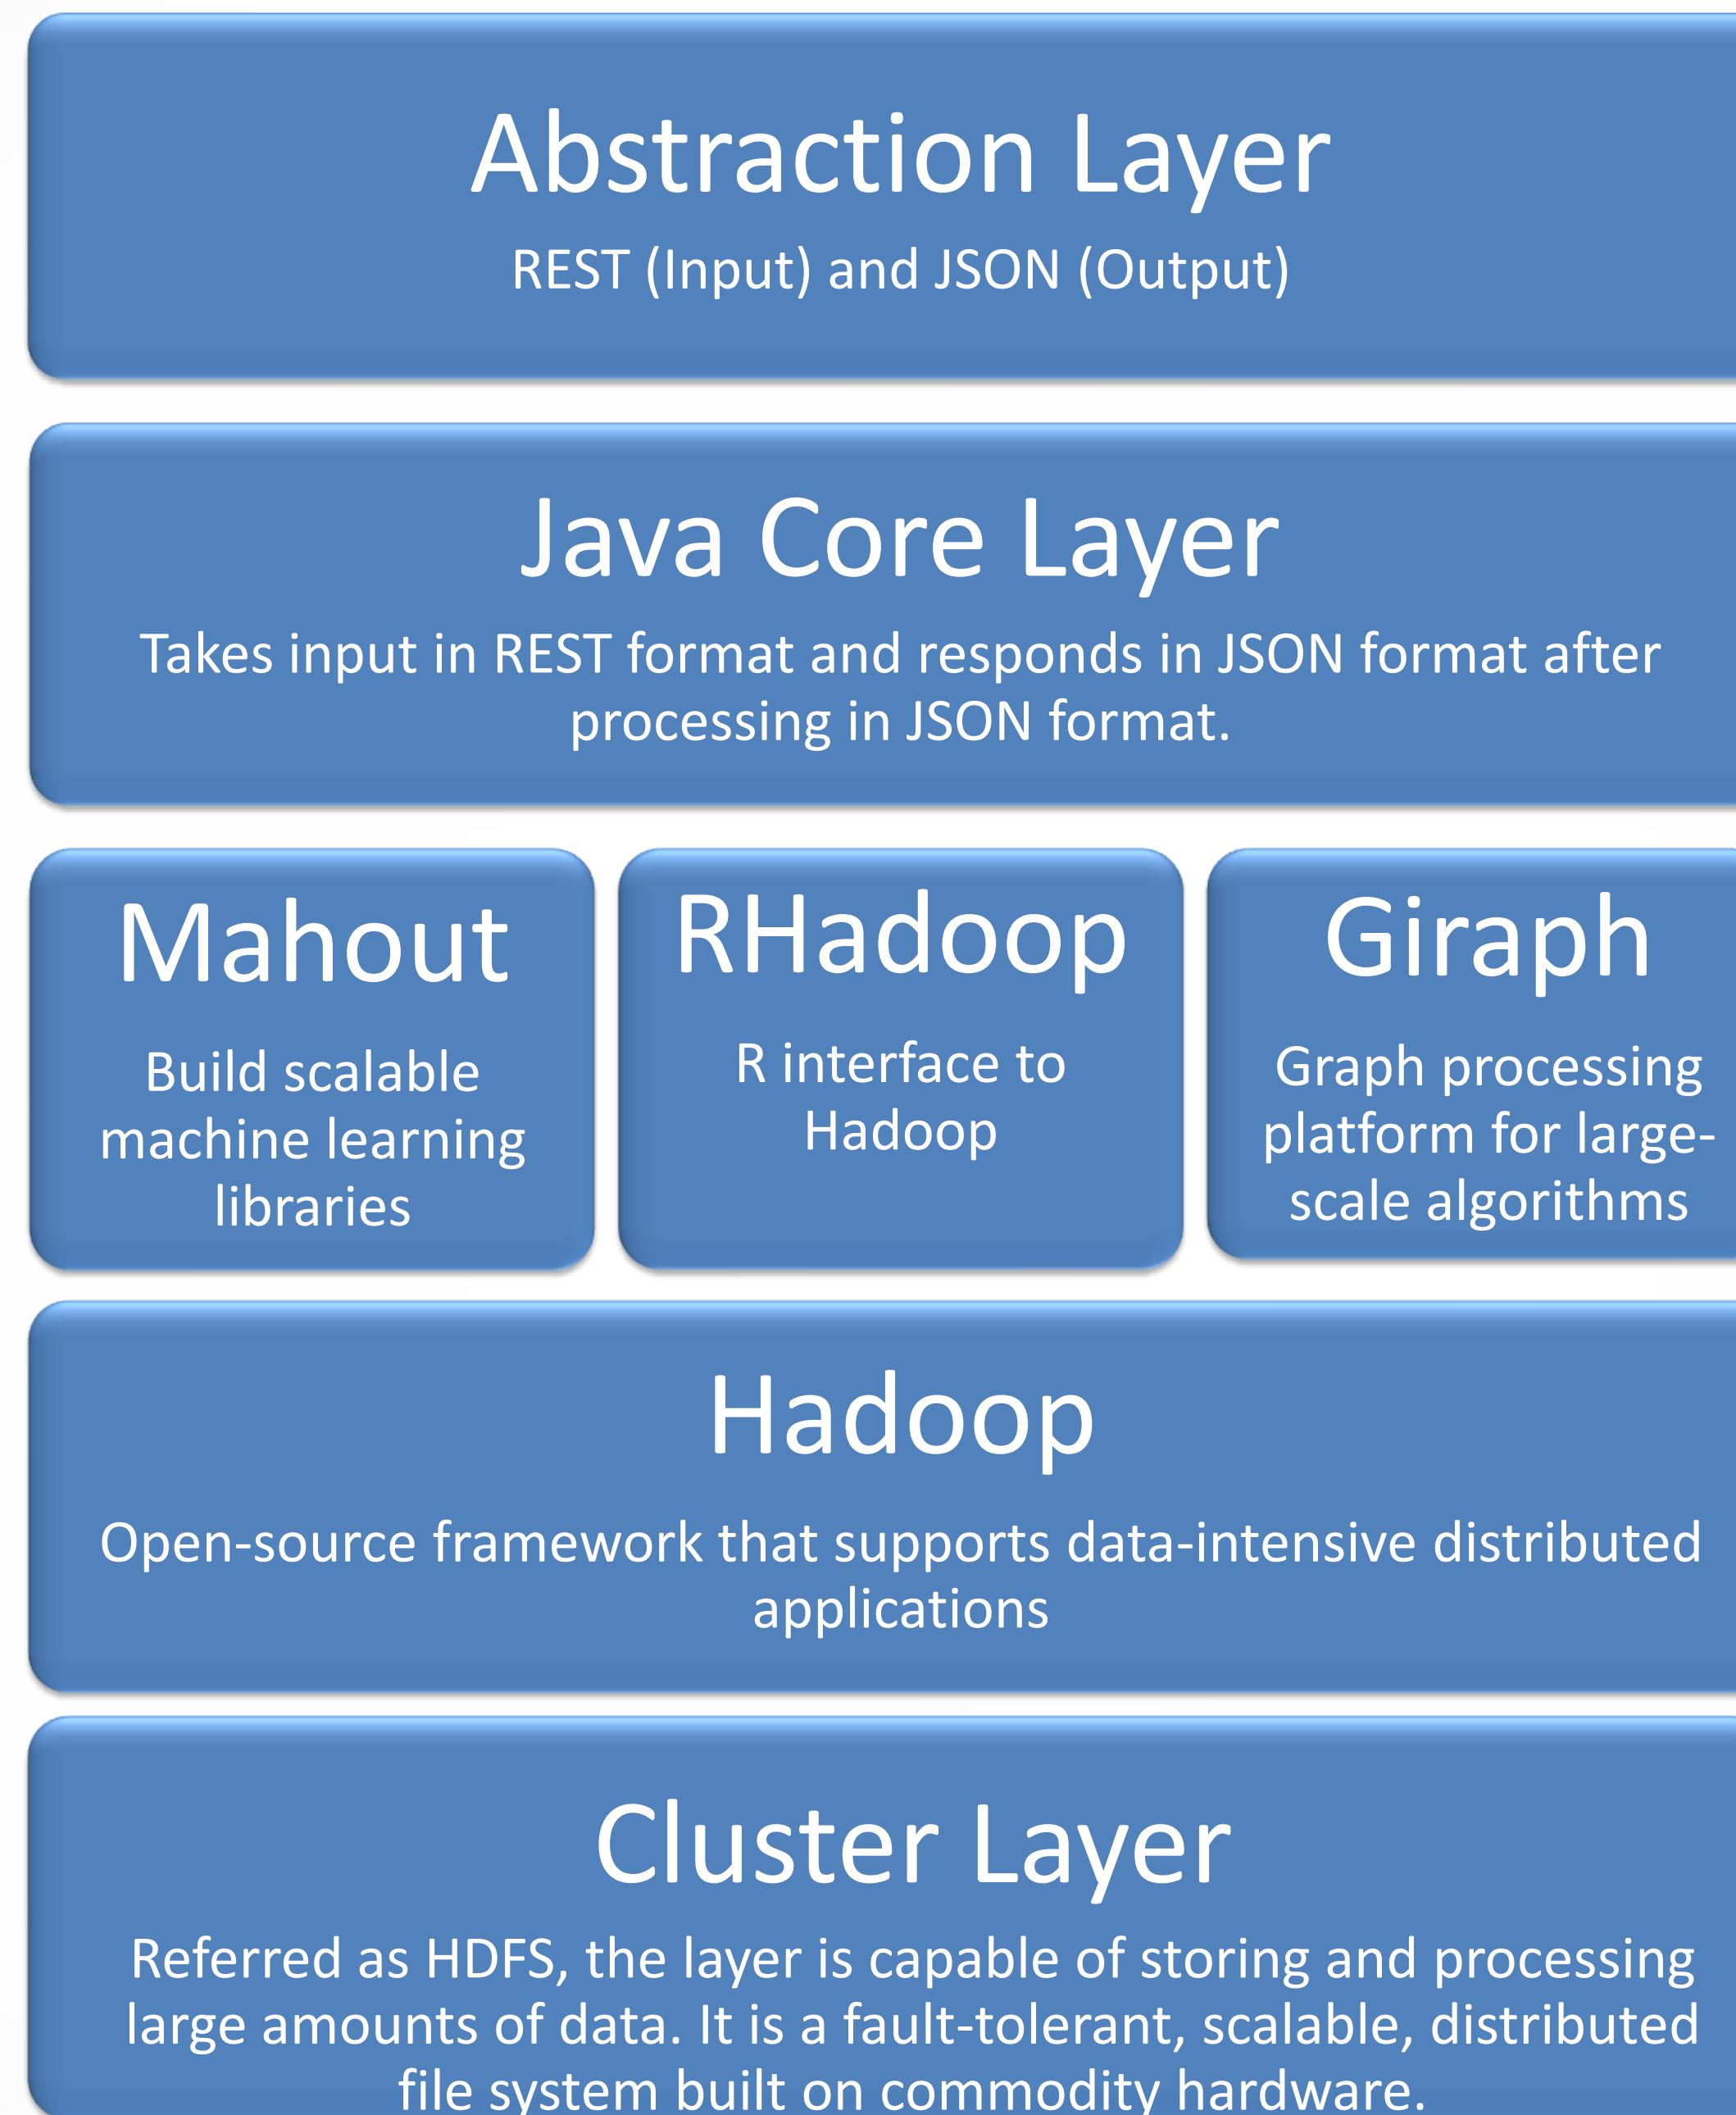 Abstraction Layer
REST (Input) and JSON (Output)
Java Core Layer
Takes input in REST format and responds in JSON format after
processing in JSON format.
Mahout
Build scalable
machine learning
libraries
RHadoop
R interface to
Hadoop
Giraph
Graph processing
platform for large-
scale algorithms
Hadoop
Open-source framework that supports data-intensive distributed
applications
Cluster Layer
Referred as HDFS, the layer is capable of storing and processing
large amounts of data. It is a fault-tolerant, scalable, distributed
file system built on commodity hardware.